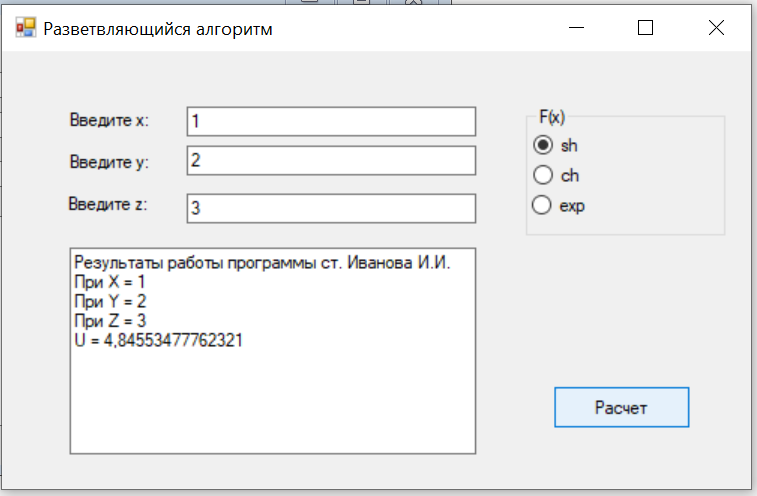 Разветвляющийся алгоритм
Введите x:
1
F(x)
sh
Введите y:
2
ch
Введите z:
3
exp
Результаты работы программы ст. Иванова И.И.
При X = 1
При Y = 2
При Z = 3
U = 4,84553477762321
Расчет